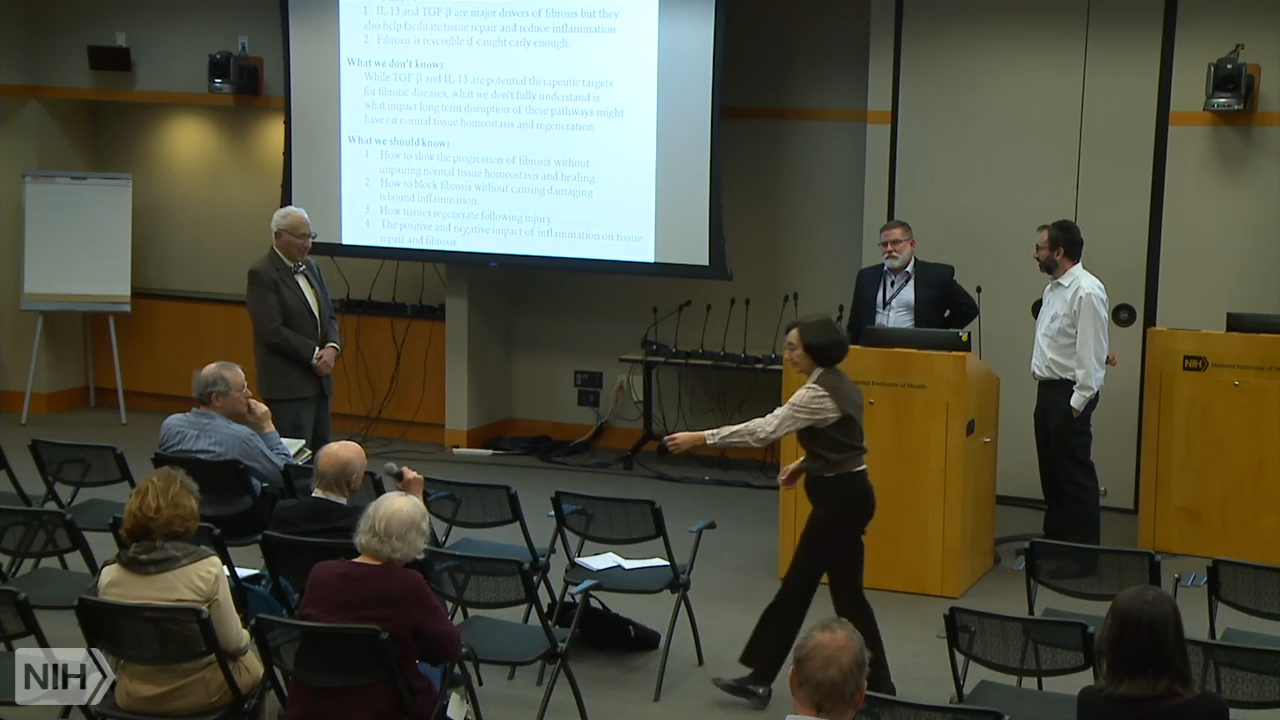 1. IL-13 and TGF-β are major drivers of fibrosis but they
also help facilitate tissue repair and reduce inflammation.
2. Fibrosis is reversible if caught early enough.
What we don't know:
While TGF β and IL-13 are potential therapeutic targets
for fibrotic diseases, what we don't fully understand is
what impact long term disruption of these pathways might
have on normal tissue homeostasis and regeneration.
What we should know:
1. How to slow the progression of fibrosis without
impairing normal tissue homeostasis and healing
2. How to block fibrosis without causing damaging
rebound inflammation
3. How tissues regenerate following injury.
4. The positive and negative impact of inflammation on tissue
repair and fibrosis.
National Institutes of Health
NIH National Institutes of
NIH